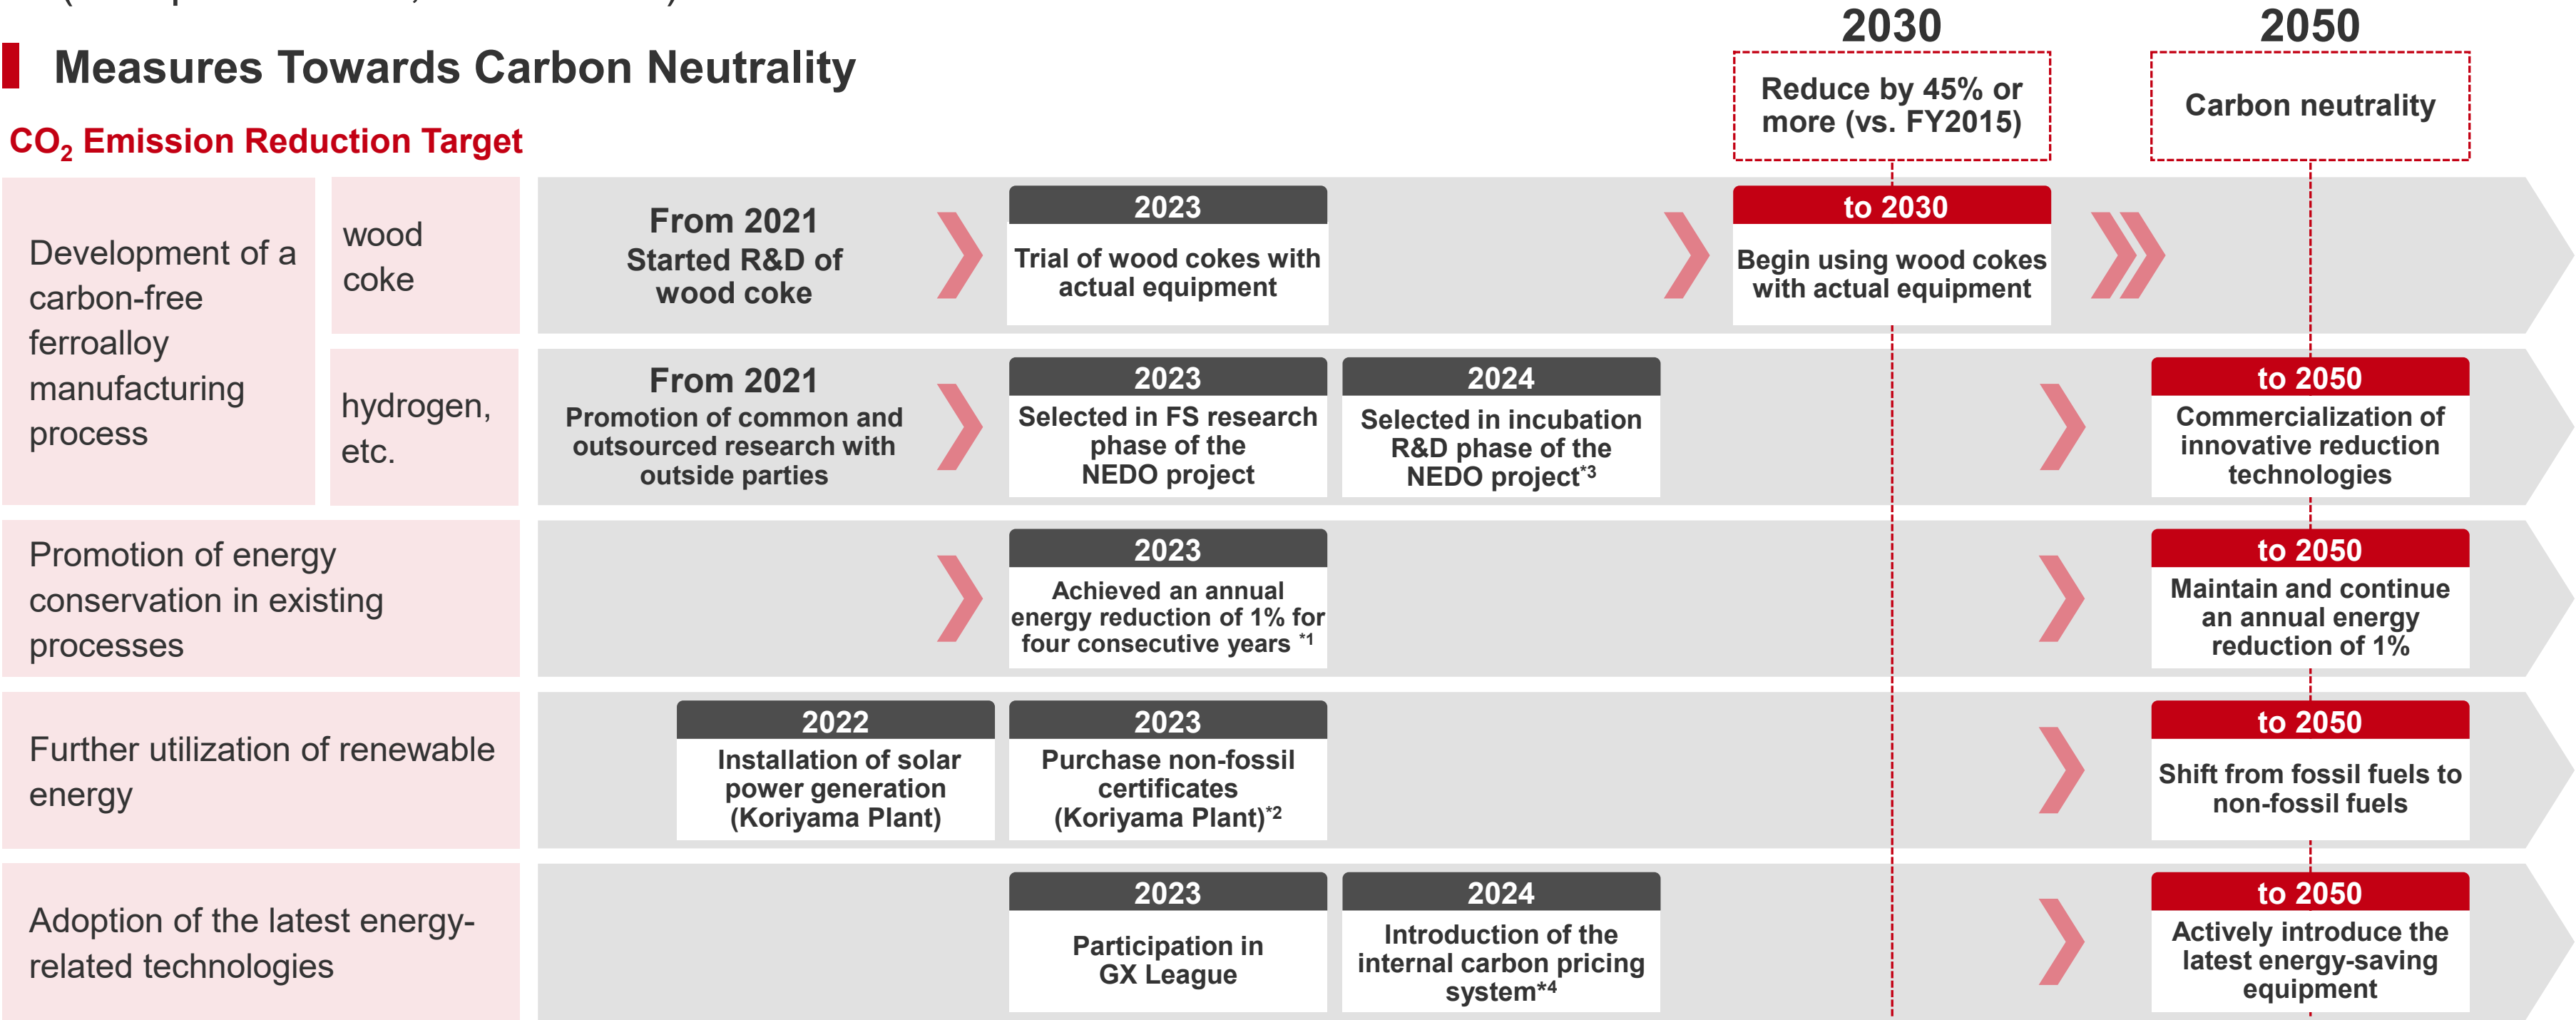 Measures Towards Carbon Neutrality
CO2 Emission Reduction Target
2030
Reduce by 45% or
more (vs. FY2015)
2050
Carbon neutrality
Development of a
carbon-free
ferroalloy
manufacturing
process
wood
coke
From 2021
Started R&D of
wood coke
2023
Trial of wood cokes with
actual equipment
to 2030
Begin using wood cokes
with actual equipment
hydrogen,
etc.
From 2021
Promotion of common and
outsourced research with
outside parties
2023
Selected in FS research
phase of the
NEDO project
2024
Selected in incubation
R&D phase of the
NEDO project*3
to 2050
Commercialization of
innovative reduction
technologies
Promotion of energy
conservation in existing
processes
2023
Achieved an annual
energy reduction of 1% for
four consecutive years *1
to 2050
Maintain and continue
an annual energy
reduction of 1%
Further utilization of renewable
energy
2022
Installation of solar
power generation
(Koriyama Plant)
2023
Purchase non-fossil
certificates
(Koriyama Plant)*2
to 2050
Shift from fossil fuels to
non-fossil fuels
Adoption of the latest energy-
related technologies
2023
Participation in
GX League
2024
Introduction of the
internal carbon pricing
system*4
to 2050
Actively introduce the
latest energy-saving
equipment